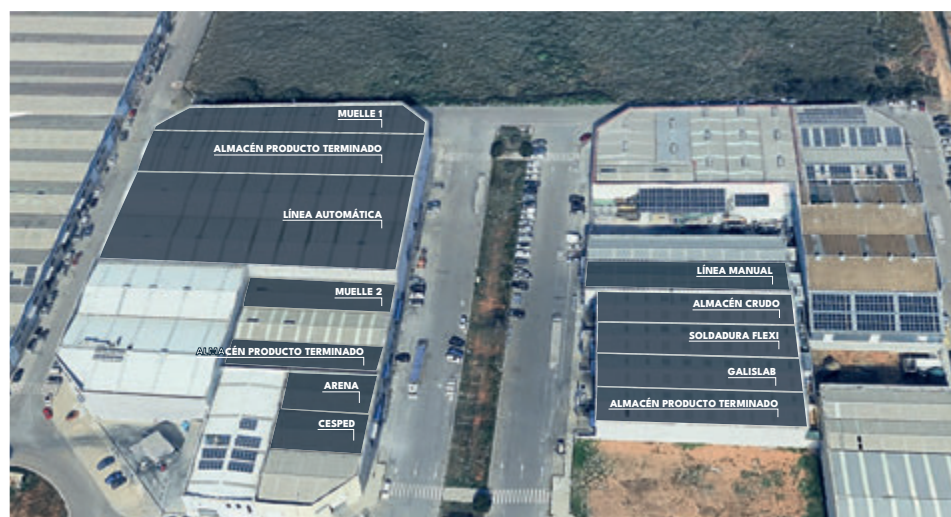 MUELLE 1
ALMACÉN PRODUCTO TERMINADO
LÍNEA AUTOMÁTICA
MUELLE 2
ALMACÉN PRODUCTO TERMINADO
ARENA
CESPED
LÍNEA MANUAL
ALMACÉN CRUDO
SOLDADURA FLEXI
GALISLAB
ALMACÉN PRODUCTO TERMINADO